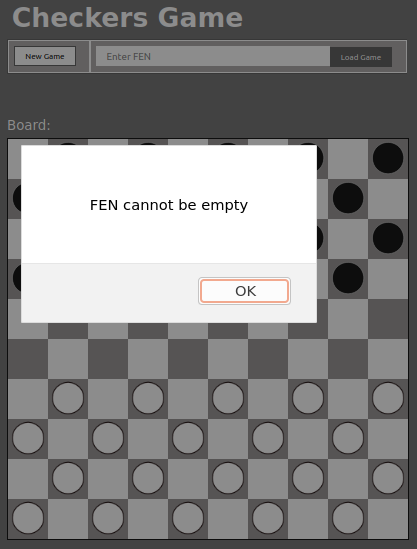 Checkers Game
New Game
Enter FEN
Load Game
Board:
FEN cannot be empty
OK